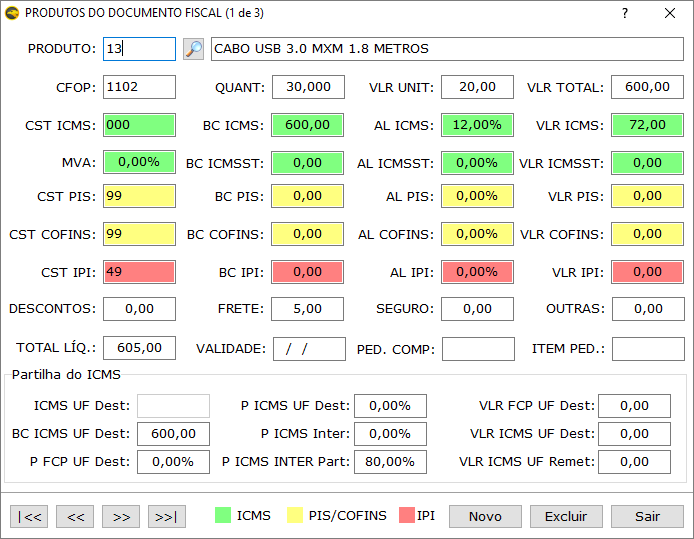 PRODUTOS DO DOCUMENTO FISCAL (1 de 3) ? ×
PRODUTO: 13 CABO USB 3.0 MXM 1.8 METROS
CFOP: 1102 QUANT: 30,000 VLR UNIT: 20,00 VLR TOTAL: 600,00
CST ICMS: 000 BC ICMS: 600,00 AL ICMS: 12,00% VLR ICMS: 72,00
MVA: 0,00% BC ICMSST: 0,00 AL ICMSST: 0,00% VLR ICMSST: 0,00
CST PIS: 99 BC PIS: 0,00 AL PIS: 0,00% VLR PIS: 0,00
CST COFINS: 99 BC COFINS: 0,00 AL COFINS: 0,00% VLR COFINS: 0,00
CST IPI: 49 BC IPI: 0,00 AL IPI: 0,00% VLR IPI: 0,00
DESCONTOS: 0,00 FRETE: 5,00 SEGURO: 0,00 OUTRAS: 0,00
TOTAL LÍQ.: 605,00 VALIDADE: / / PED. COMP: ITEM PED.:
Partilha do ICMS
ICMS UF Dest: P ICMS UF Dest: 0,00% VLR FCP UF Dest: 0,00
BC ICMS UF Dest: 600,00 P ICMS Inter: 0,00% VLR ICMS UF Dest: 0,00
P FCP UF Dest: 0,00% P ICMS INTER Part: 80,00% VLR ICMS UF Remet: 0,00
|<< << >> >>| ICMS PIS/COFINS IPI Novo Excluir Sair